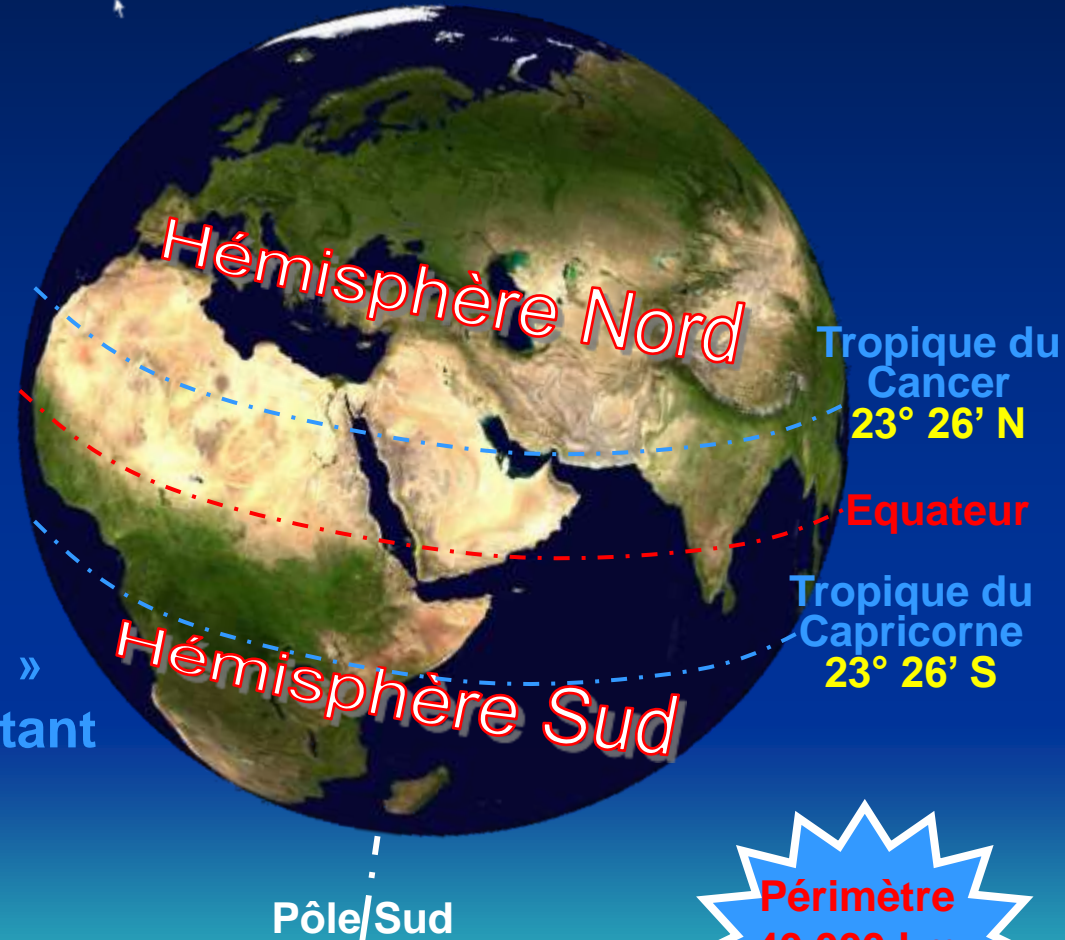 Hémisphère Nord
Tropique du
Cancer
23° 26’ N
Equateur
Tropique du
Capricorne
23° 26’ S
Hémisphère Sud
»
tant
Périmètre
Pôle Sud